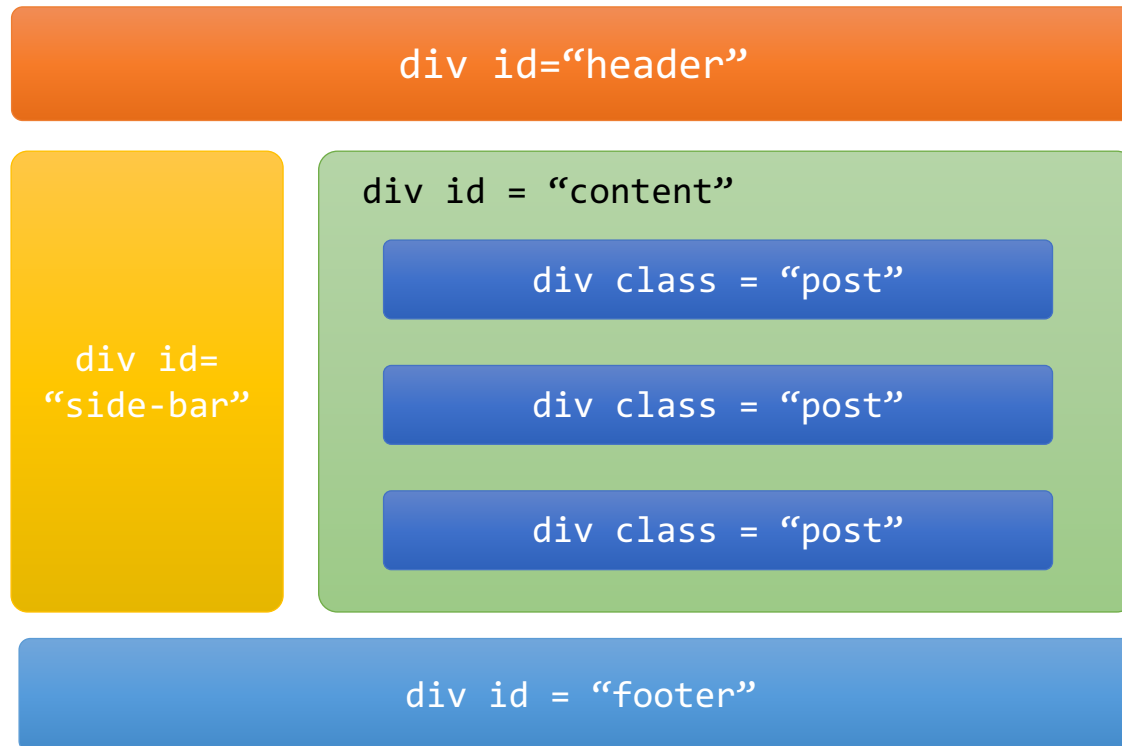 div id=“header”
div id=
“side-bar”
div id = “content”
div class = “post”
div class = “post”
div class = “post”
div id = “footer”